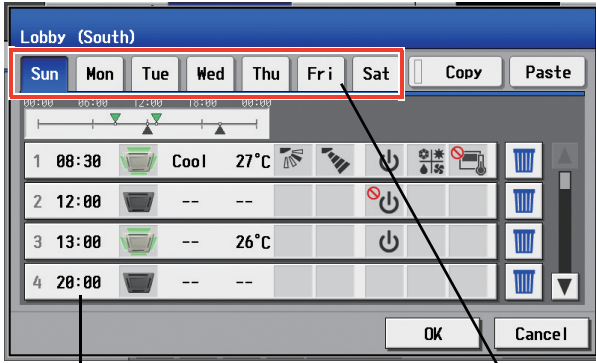 Lobby (South)
Sun Mon Tue Wed Thu Fri Sat Copy Paste
00:00 06:00 12:00 18:00 00:00
1 08:30 Cool 27°C
2 12:00 -- --
3 13:00 -- 26°C
4 20:00 -- --
OK Cancel